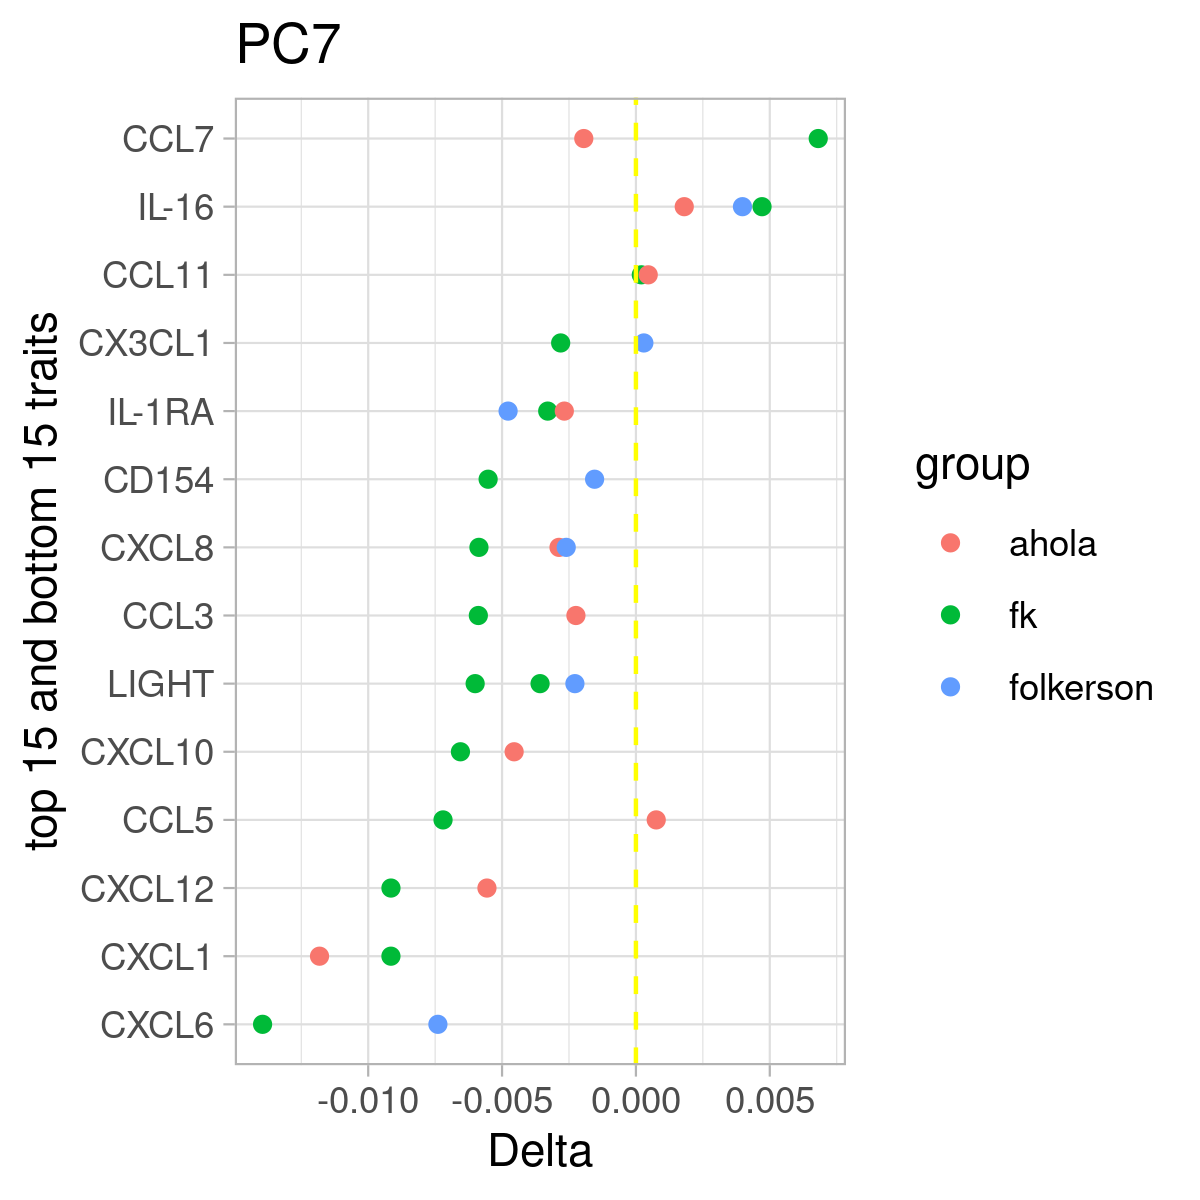 PC7
CCL7
IL-16
CCL11
CX3CL1
IL-1RA
CD154
CXCL8
CCL3
LIGHT
CXCL10
CCL5
CXCL12
CXCL1
CXCL6
top 15 and bottom 15 traits
-0.010 -0.005 0.000 0.005
Delta
group
ahola
fk
folkerson